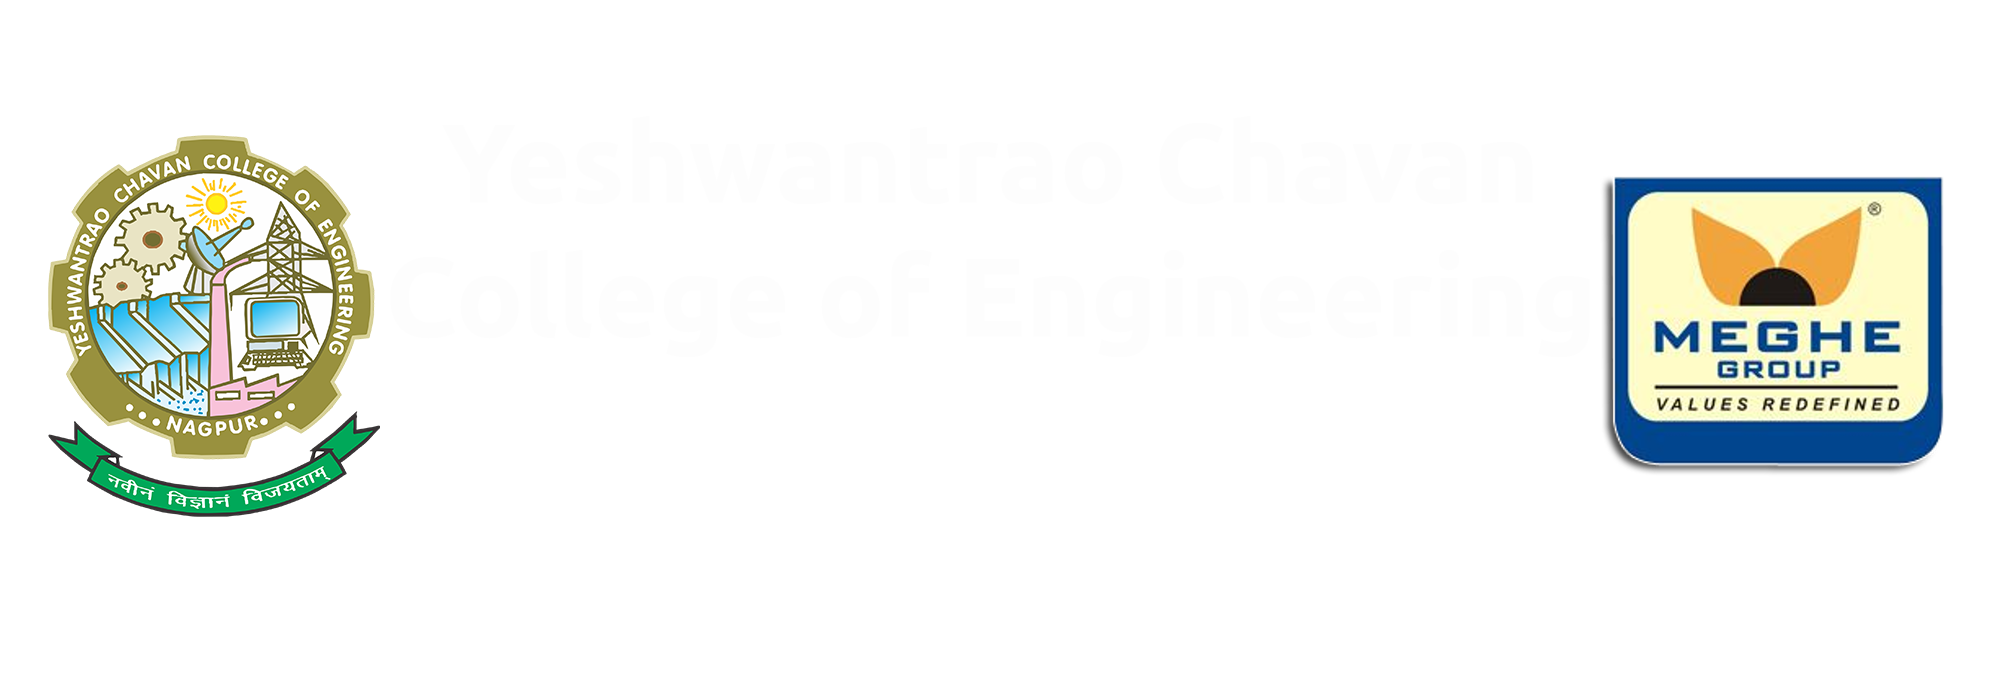 YESHWANTRAO CHAVAN COLLEGE OF ENGINEERING
NAGPUR
नवीनं विज्ञानं विजयताम्
Yeshwantrao Chavan
College of Engineering
®
MEGHE
GROUP
VALUES REDEFINED